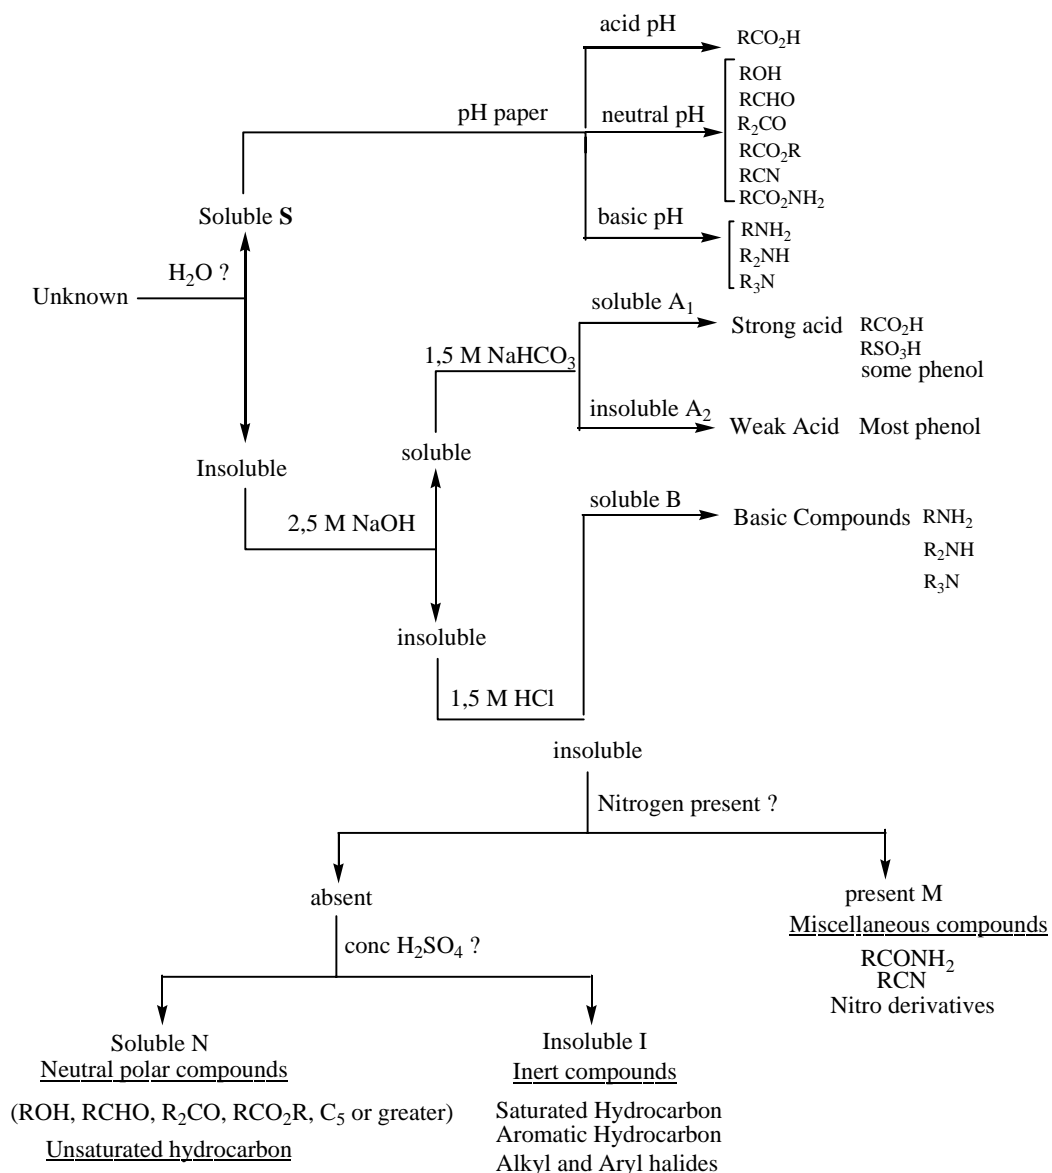 acid pH
RCO₂H
ROH
RCHO
pH paper
neutral pH
R₂CO
RCO₂R
RCN
RCO₂NH₂
Soluble S
basic pH
RNH₂
R₂NH
R₃N
H₂O ?
Unknown
soluble A₁
Strong acid RCO₂H
RSO₃H
some phenol
1,5 M NaHCO₃
insoluble A₂
Weak Acid Most phenol
soluble
Insoluble
2,5 M NaOH
soluble B
Basic Compounds RNH₂
R₂NH
R₃N
insoluble
1,5 M HCl
insoluble
Nitrogen present ?
absent
present M
Miscellaneous compounds
RCONH₂
RCN
Nitro derivatives
conc H₂SO₄ ?
Soluble N
Neutral polar compounds
(ROH, RCHO, R₂CO, RCO₂R, C₅ or greater)
Unsaturated hydrocarbon
Insoluble I
Inert compounds
Saturated Hydrocarbon
Aromatic Hydrocarbon
Alkyl and Aryl halides